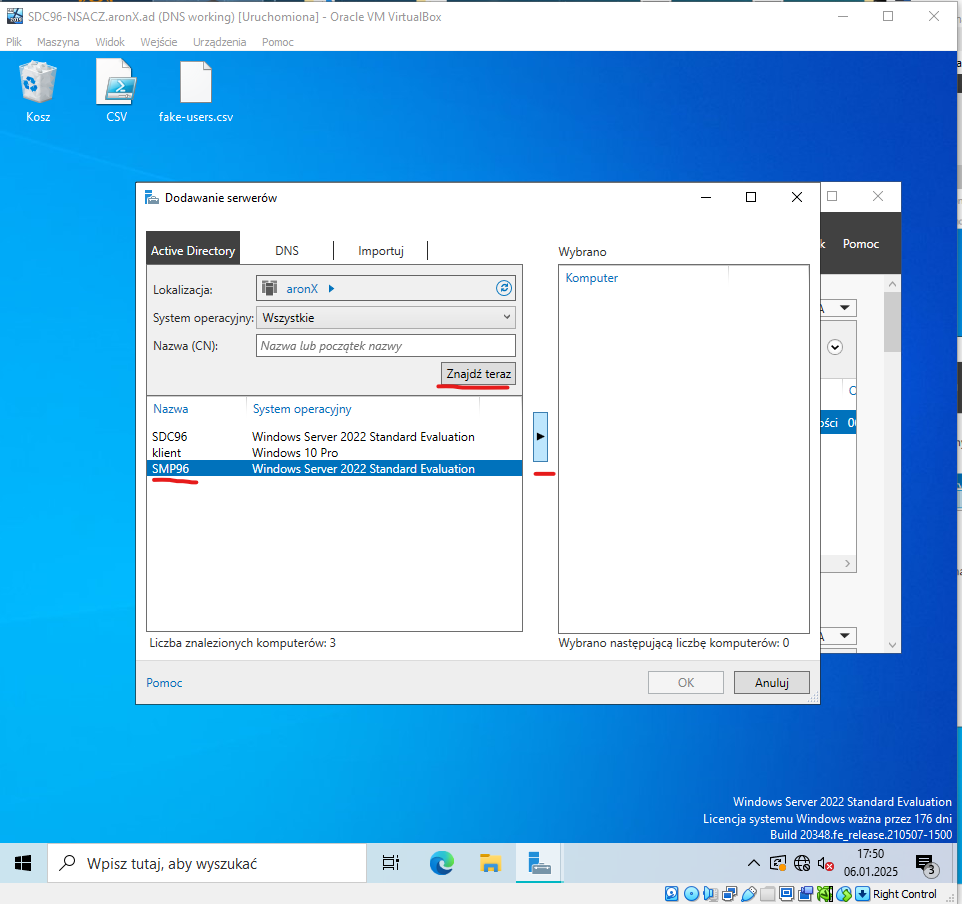 SDC96-NSACZ.aronX.ad (DNS working) [Uruchomiona] - Oracle VM VirtualBox
Plik Maszyna Widok Wejście Urządzenia Pomoc
Kosz
CSV
fake-users.csv
Dodawanie serwerów
Active Directory
DNS
Importuj
Wybrano
k Pomoc
Lokalizacja:
aronX
Komputer
System operacyjny:
Wszystkie
Nazwa (CN):
Nazwa lub początek nazwy
Znajdź teraz
Nazwa System operacyjny
SDC96 Windows Server 2022 Standard Evaluation
klient Windows 10 Pro
SMP96 Windows Server 2022 Standard Evaluation
ości
Liczba znalezionych komputerów: 3
Wybrano następującą liczbę komputerów: 0
Pomoc
OK
Anuluj
Windows Server 2022 Standard Evaluation
Licencja systemu Windows ważna przez 176 dni
Build 20348.fe_release.210507-1500
Wpisz tutaj, aby wyszukać
17:50
06.01.2025
3
Right Control